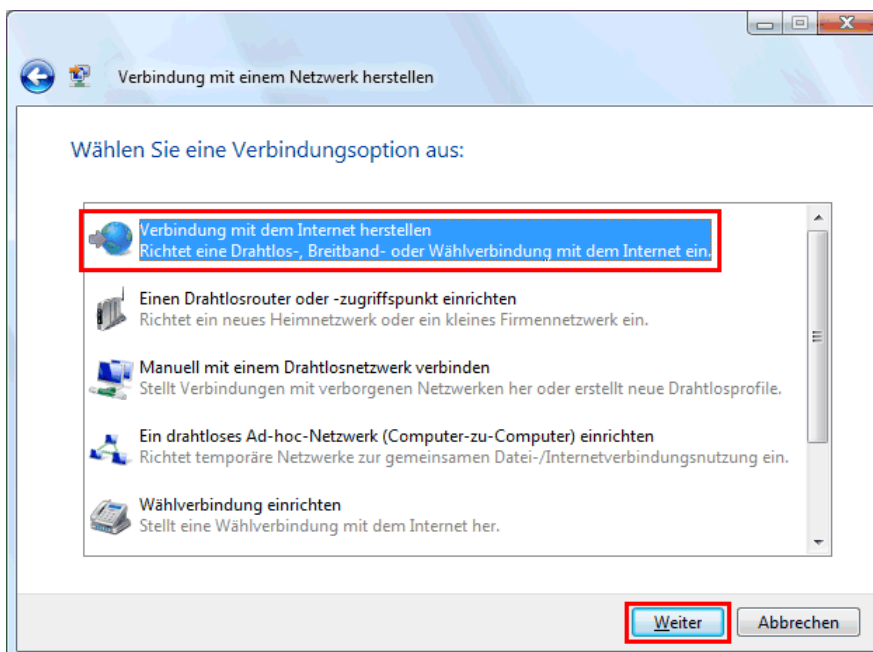 Verbindung mit einem Netzwerk herstellen
Wählen Sie eine Verbindungsoption aus:
Verbindung mit dem Internet herstellen
Richtet eine Drahtlos-, Breitband- oder Wählverbindung mit dem Internet ein.
Einen Drahtlosrouter oder -zugriffspunkt einrichten
Richtet ein neues Heimnetzwerk oder ein kleines Firmennetzwerk ein.
Manuell mit einem Drahtlosnetzwerk verbinden
Stellt Verbindungen mit verborgenen Netzwerken her oder erstellt neue Drahtlosprofile.
Ein drahtloses Ad-hoc-Netzwerk (Computer-zu-Computer) einrichten
Richtet temporäre Netzwerke zur gemeinsamen Datei-/Internetverbindungsnutzung ein.
Wählverbindung einrichten
Stellt eine Wählverbindung mit dem Internet her.
Weiter Abbrechen